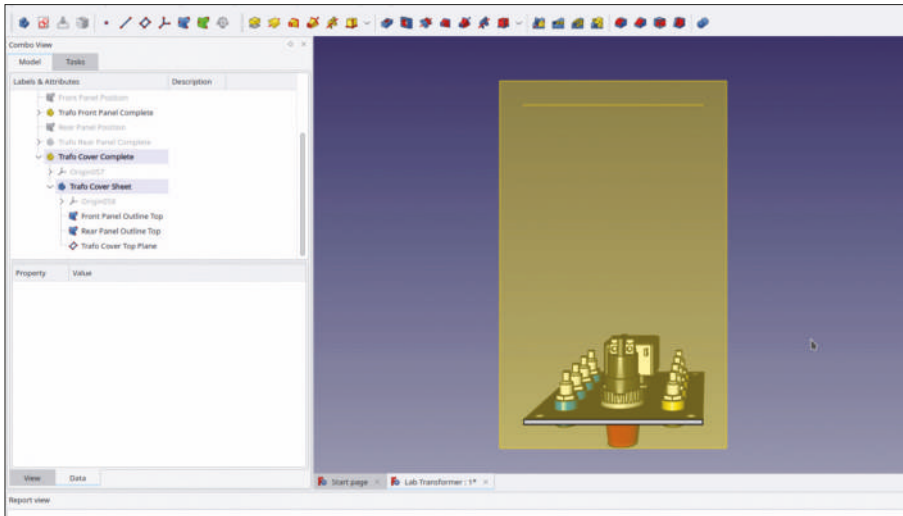 Combo View
Model Tasks
Labels & Attributes Description
Front Panel Position
Trafo Front Panel Complete
Rear Panel Position
Trafo Rear Panel Complete
Trafo Cover Complete
Origin057
Trafo Cover Sheet
Origin058
Front Panel Outline Top
Rear Panel Outline Top
Trafo Cover Top Plane
Property Value
View Data
Start page Lab Transformer : 1*
Report view